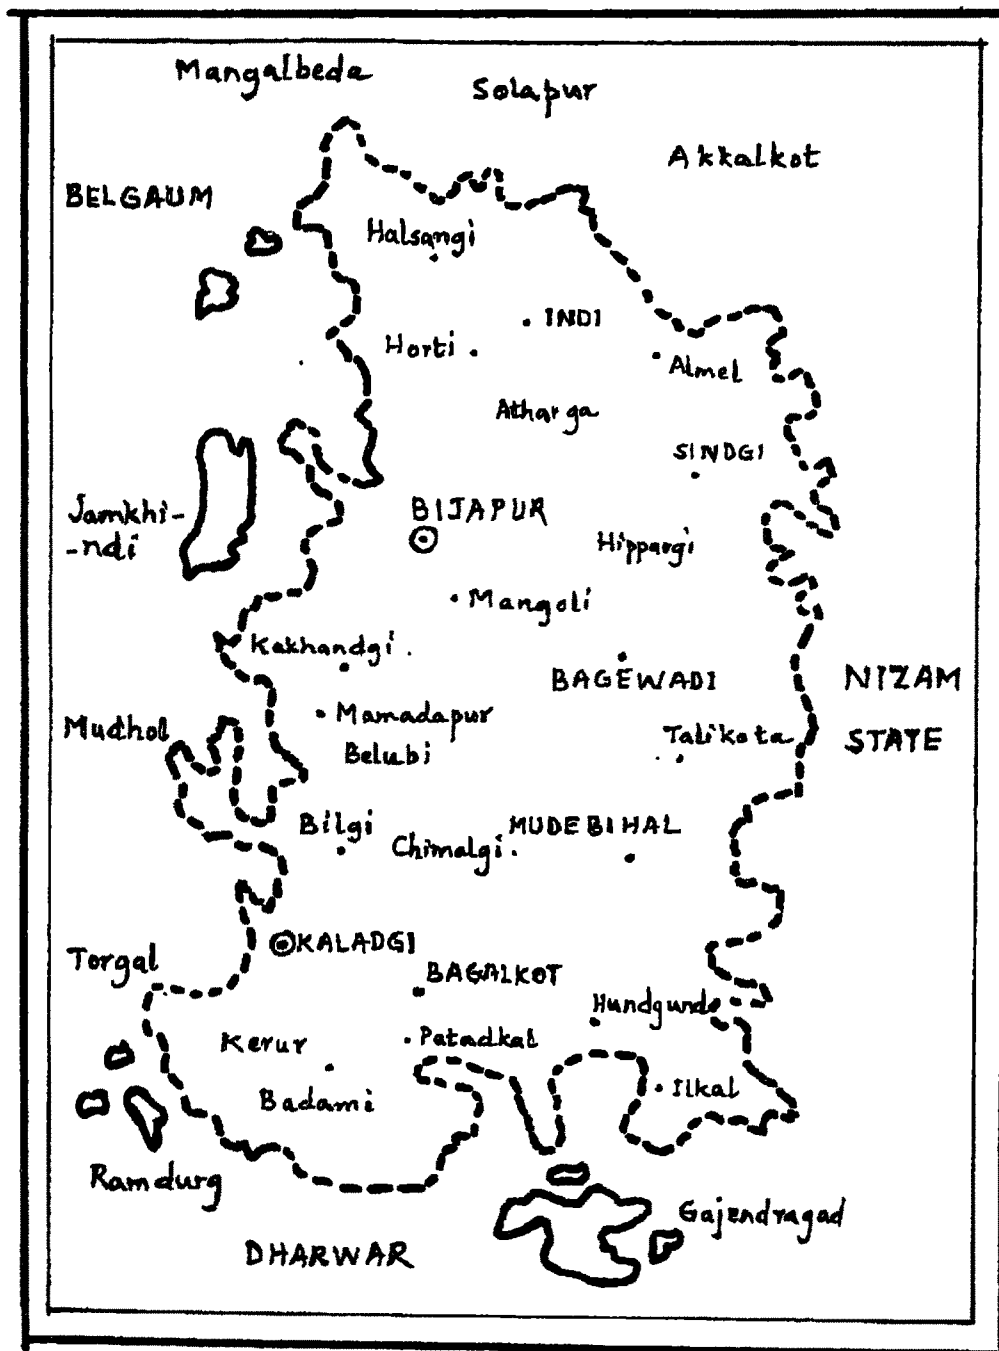 Mangalbeda
Solapur
Akkalkot
BELGAUM
Halsangi
INDI
Horti
Almel
Atharga
SINDGI
Jamkhi-
-ndi
BIJAPUR
Hippargi
Mangoli
Kakhandgi
BAGEWADI
NIZAM
STATE
Mudhol
Mamadapur
Talikota
Belubi
Bilgi
MUDEBIHAL
Chimalgi
KALADGI
Torgal
BAGALKOT
Hundgund
Kerur
Patadkal
Ilkal
Badami
Ramdurg
Gajendragad
DHARWAR